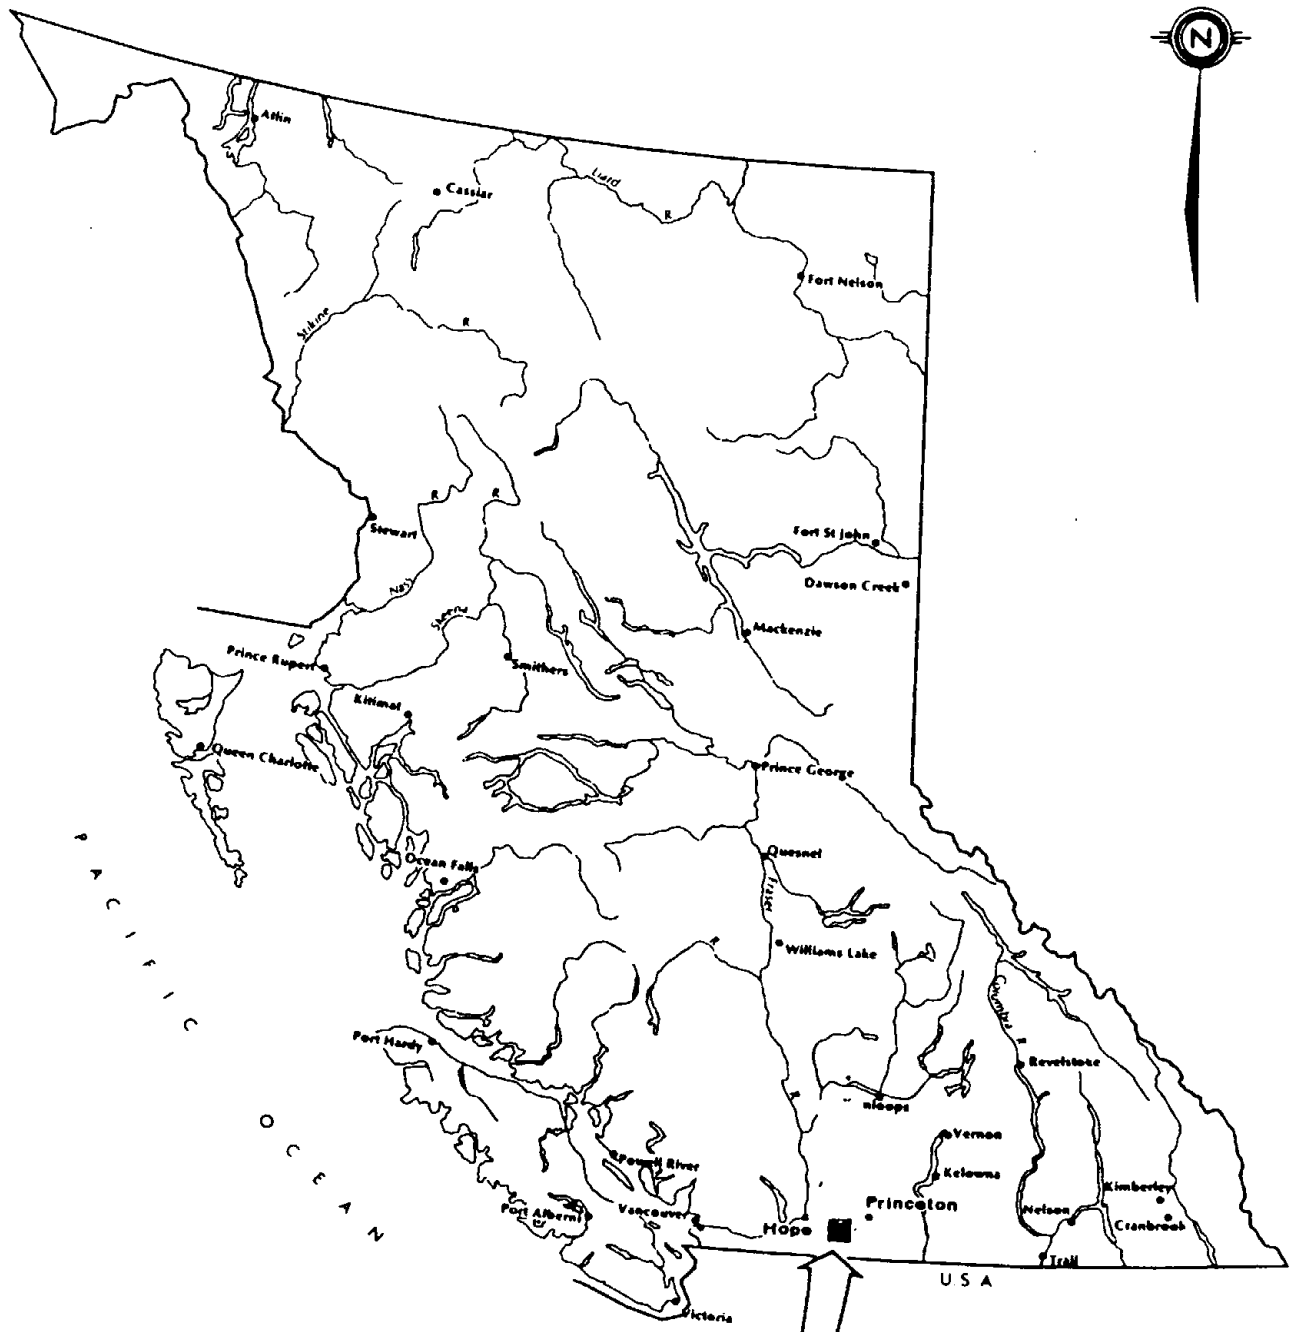 N
Atlin
Cassiar
Liard
R
Fort Nelson
Stikine
R
R
R
Stewart
Fort St John
Nass
Dawson Creek
Skeena
Mackenzie
Prince Rupert
Smithers
Kitimat
Queen Charlotte
Prince George
PACIFIC OCEAN
Quesnel
Ocean Falls
Fraser
R
Williams Lake
Columbia
R
Port Hardy
Revelstoke
R
nloops
Vernon
Powell River
Kelowna
Kimberley
Princeton
Port Alberni
Vancouver
Nelson
Cranbrook
Hope
Trail
USA
Victoria